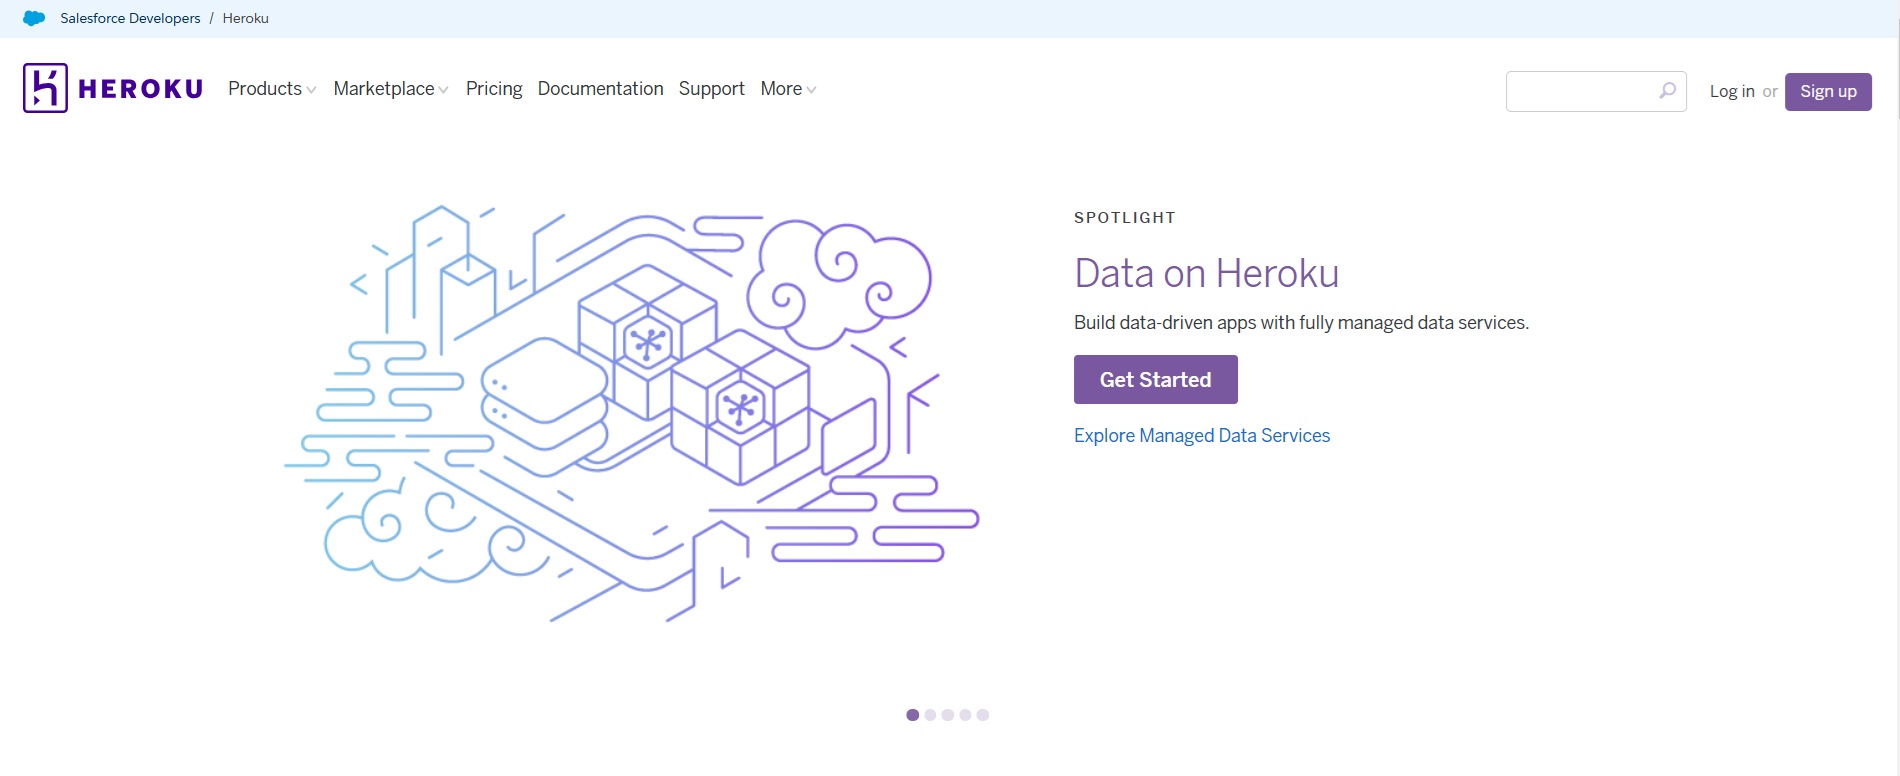 Salesforce Developers / Heroku
HEROKU Products Marketplace Pricing Documentation Support More Log in or Sign up
SPOTLIGHT
Data on Heroku
Build data-driven apps with fully managed data services.
Get Started
Explore Managed Data Services